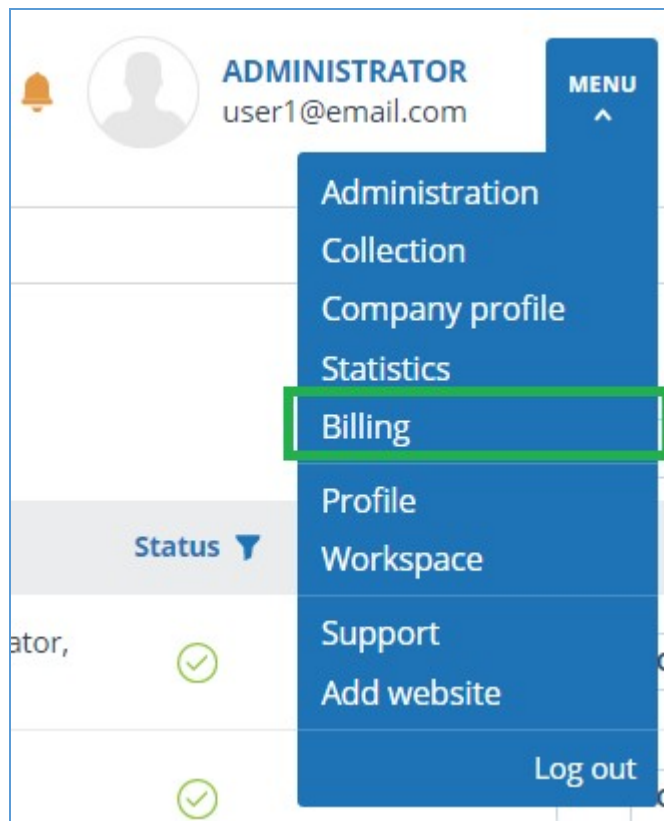 ADMINISTRATOR
user1@email.com
MENU
Administration
Collection
Company profile
Statistics
Billing
Profile
Status
Workspace
ator,
Support
Add website
Log out